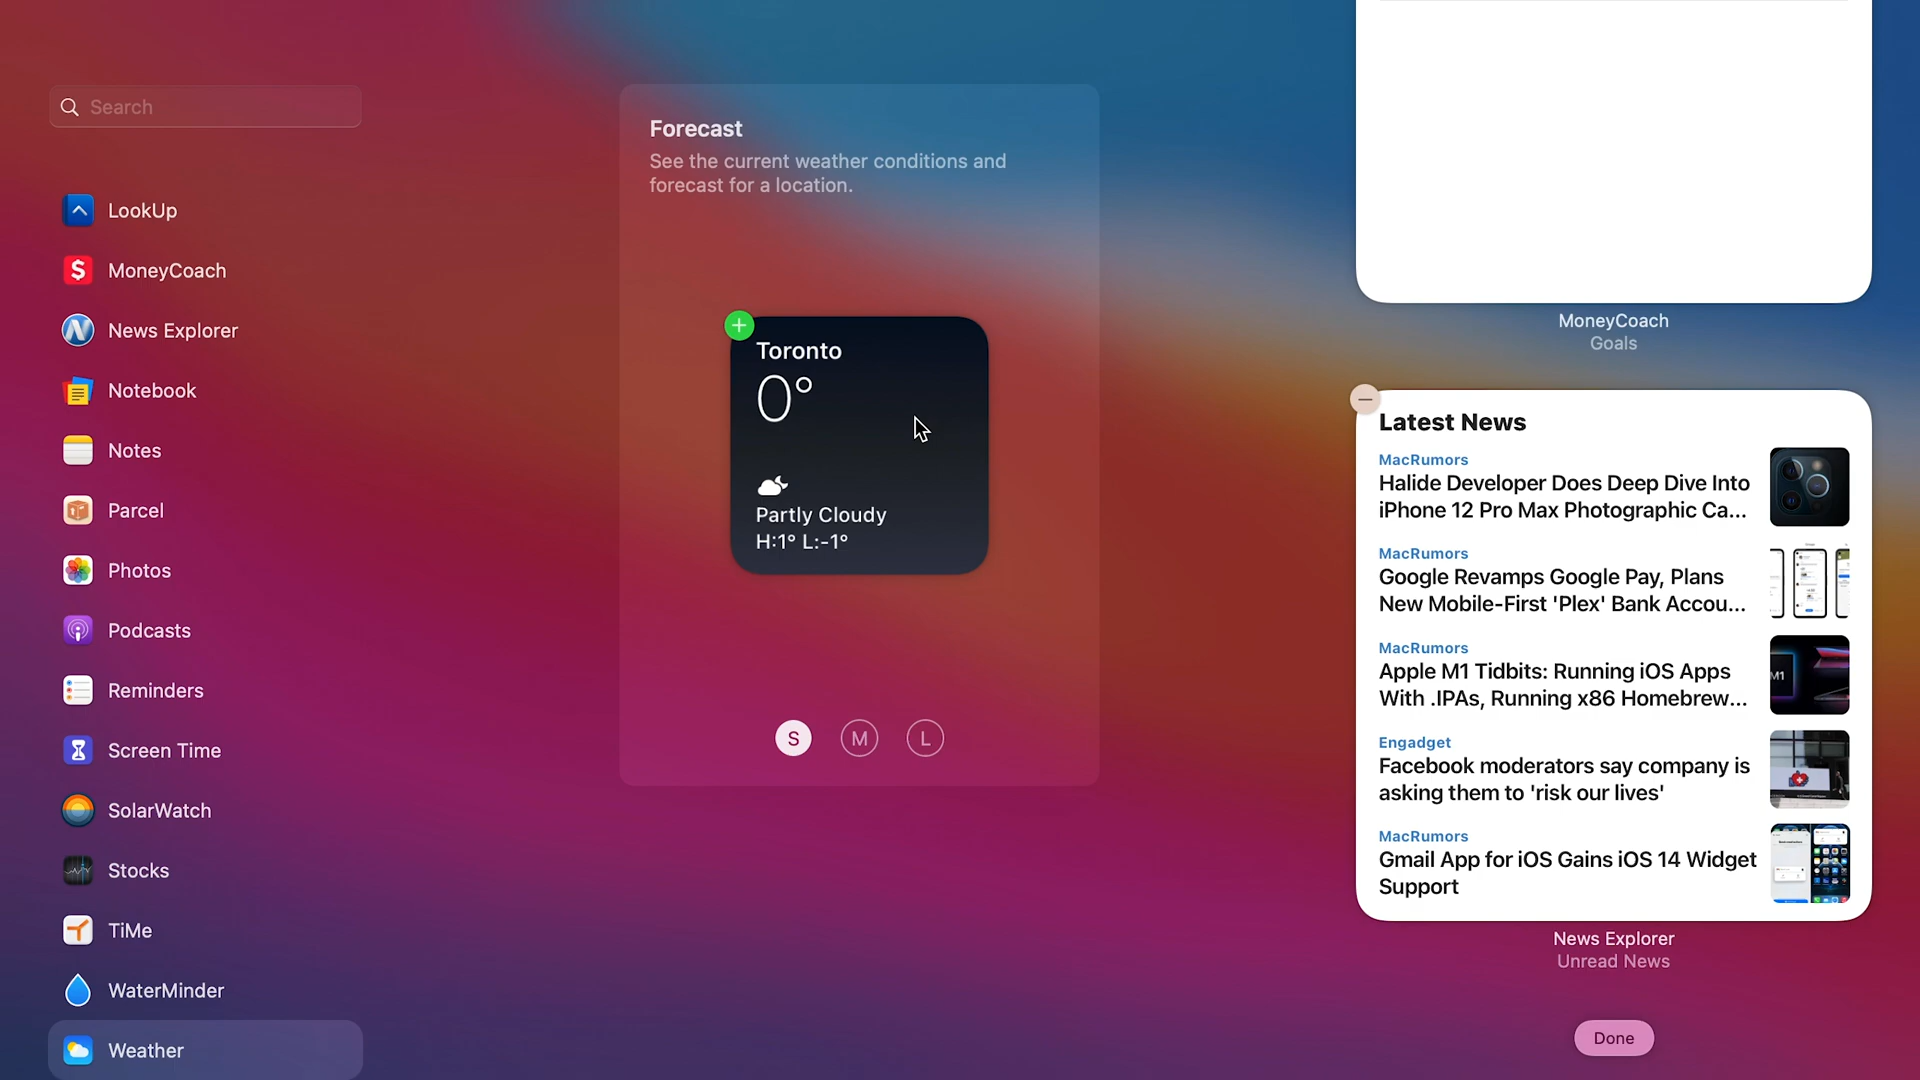 Search
LookUp
MoneyCoach
News Explorer
Notebook
Notes
Parcel
Photos
Podcasts
Reminders
Screen Time
SolarWatch
Stocks
TiMe
WaterMinder
Weather
Forecast
See the current weather conditions and
forecast for a location.
Toronto
0°
Partly Cloudy
H:1° L:-1°
S M L
MoneyCoach
Goals
Latest News
MacRumors
Halide Developer Does Deep Dive Into
iPhone 12 Pro Max Photographic Ca...
MacRumors
Google Revamps Google Pay, Plans
New Mobile-First 'Plex' Bank Accou...
MacRumors
Apple M1 Tidbits: Running iOS Apps
With .IPAs, Running x86 Homebrew...
M1
Engadget
Facebook moderators say company is
asking them to 'risk our lives'
MacRumors
Gmail App for iOS Gains iOS 14 Widget
Support
News Explorer
Unread News
Done